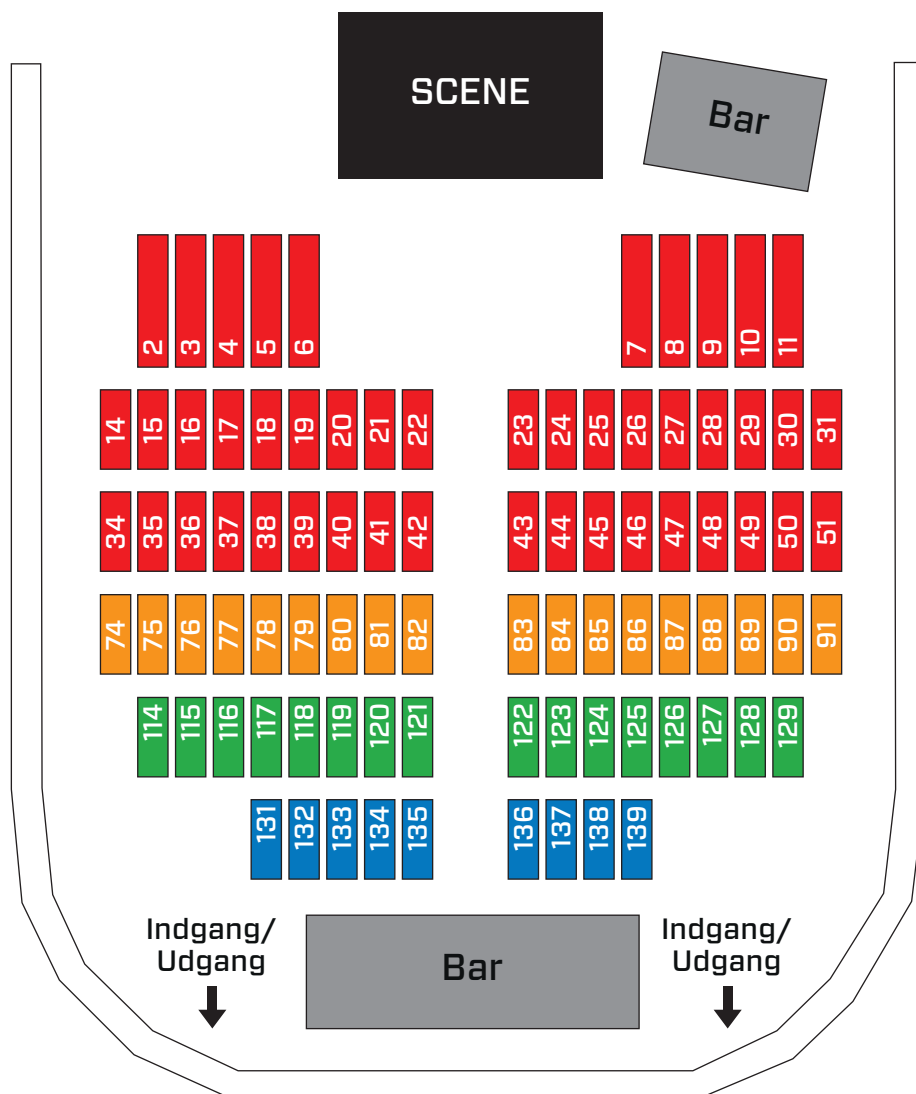 SCENE
Bar
2 3 4 5 6 7 8 9 10 11
14 15 16 17 18 19 20 21 22 23 24 25 26 27 28 29 30 31
34 35 36 37 38 39 40 41 42 43 44 45 46 47 48 49 50 51
74 75 76 77 78 79 80 81 82 83 84 85 86 87 88 89 90 91
114 115 116 117 118 119 120 121 122 123 124 125 126 127 128 129
131 132 133 134 135 136 137 138 139
Indgang/
Udgang
Bar
Indgang/
Udgang